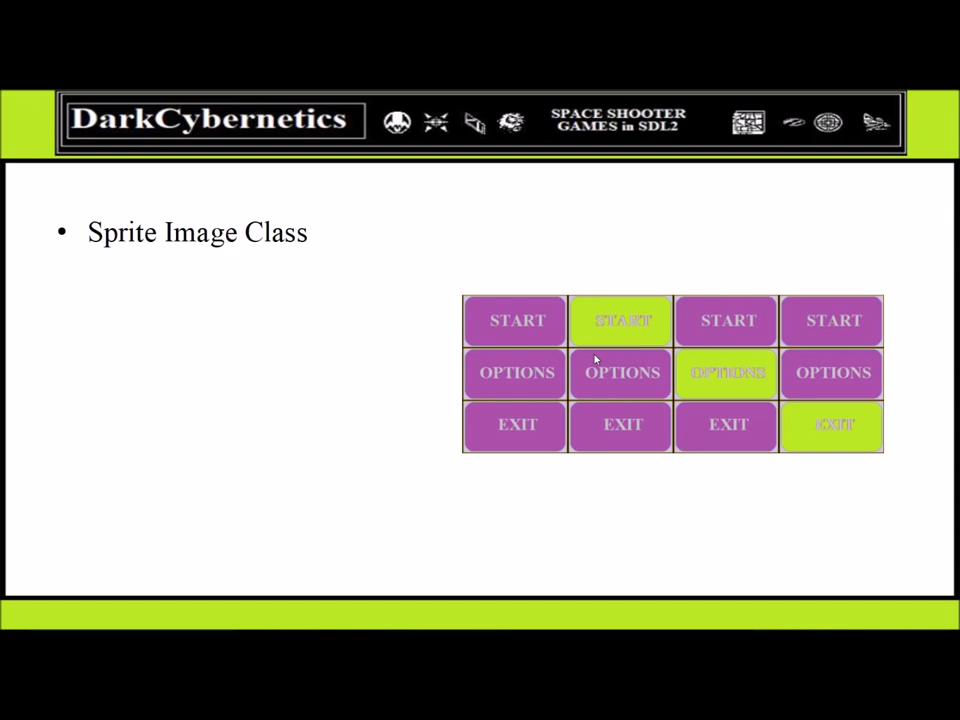 DarkCybernetics
SPACE SHOOTER
GAMES in SDL2
• Sprite Image Class
START START START START
OPTIONS OPTIONS OPTIONS OPTIONS
EXIT EXIT EXIT EXIT